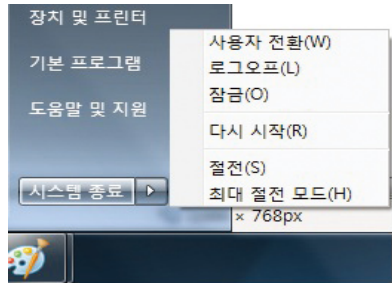 장치 및 프린터
기본 프로그램
도움말 및 지원
시스템 종료
사용자 전환(W)
로그오프(L)
잠금(O)
다시 시작(R)
절전(S)
최대 절전 모드(H)
× 768px